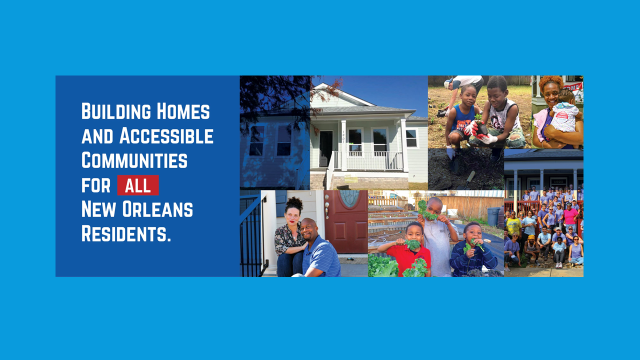 Building Homes
and Accessible
Communities
for ALL
New Orleans
Residents.